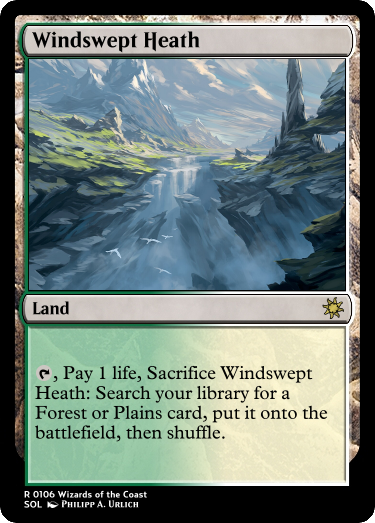 Windswept Heath
Land
, Pay 1 life, Sacrifice Windswept
Heath: Search your library for a
Forest or Plains card, put it onto the
battlefield, then shuffle.
R 0106 Wizards of the Coast
SOL Philipp A. Urlich